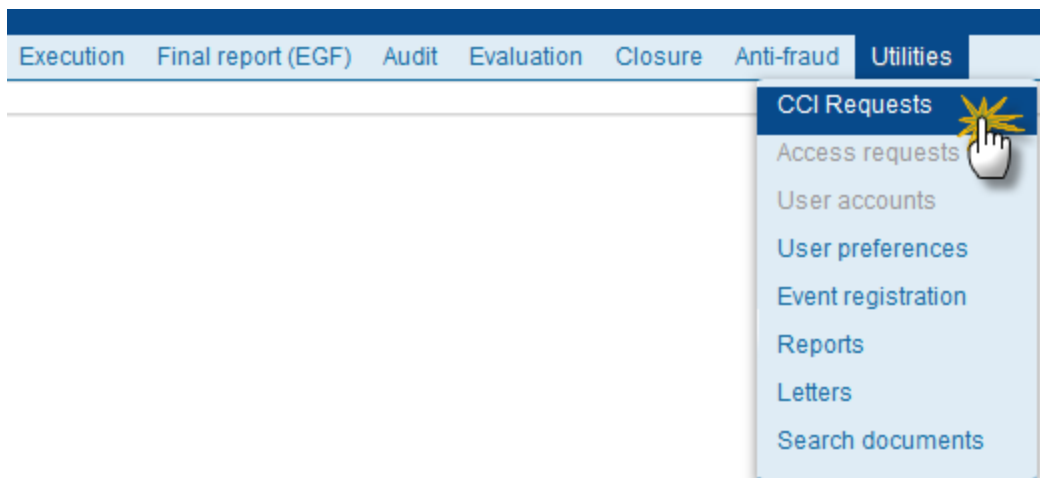 Execution Final report (EGF) Audit Evaluation Closure Anti-fraud Utilities
CCI Requests
Access requests
User accounts
User preferences
Event registration
Reports
Letters
Search documents